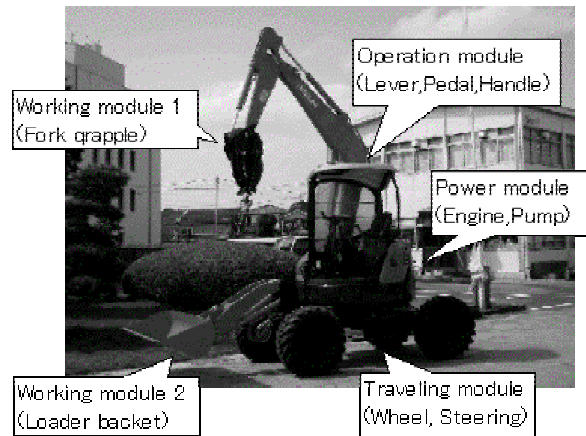 Operation module
(Lever,Pedal,Handle)
Working module 1
(Fork grapple)
Power module
(Engine,Pump)
Working module 2
(Loader backet)
Traveling module
(Wheel, Steering)